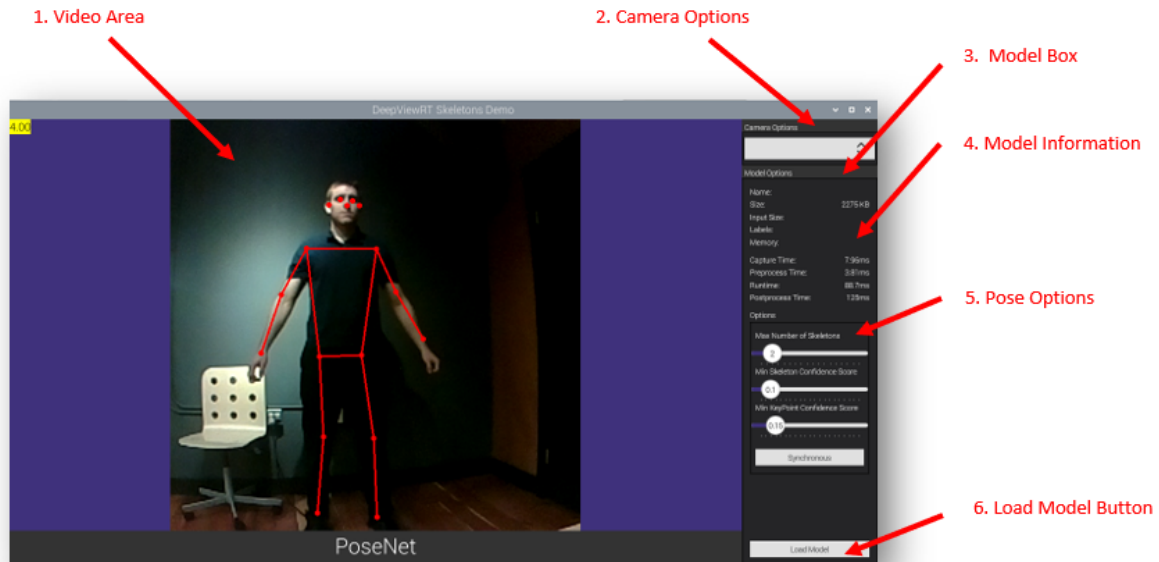 1. Video Area
2. Camera Options
3. Model Box
4. Model Information
5. Pose Options
6. Load Model Button
DeepViewRT Skeletons Demo
4.00
Camera Options
Model Options
Name:
Size: 2275 KB
Input Size:
Labels:
Memory:
Capture Time: 7.96ms
Preprocess Time: 3.81ms
Runtime: 88.7ms
Postprocess Time: 135ms
Options
Max Number of Skeletons
2
Min Skeleton Confidence Score
0.1
Min KeyPoint Confidence Score
0.15
Synchronous
Load Model
PoseNet